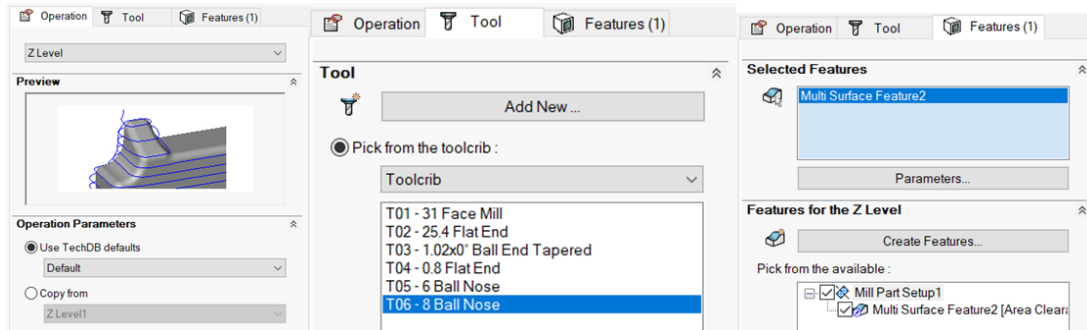 Operation
Tool
Features (1)
Z Level
Preview
Operation Parameters
Use TechDB defaults
Default
Copy from
Z Level1
Operation
Tool
Features (1)
Tool
Add New ...
Pick from the toolcrib :
Toolcrib
T01 - 31 Face Mill
T02 - 25.4 Flat End
T03 - 1.02x0° Ball End Tapered
T04 - 0.8 Flat End
T05 - 6 Ball Nose
T06 - 8 Ball Nose
Operation
Tool
Features (1)
Selected Features
Multi Surface Feature2
Parameters...
Features for the Z Level
Create Features...
Pick from the available :
Mill Part Setup1
Multi Surface Feature2 [Area Clear